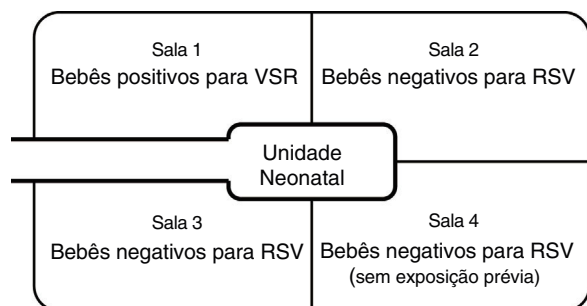 Sala 1
Bebês positivos para VSR
Sala 2
Bebês negativos para RSV
Unidade
Neonatal
Sala 3
Bebês negativos para RSV
Sala 4
Bebês negativos para RSV
(sem exposição prévia)